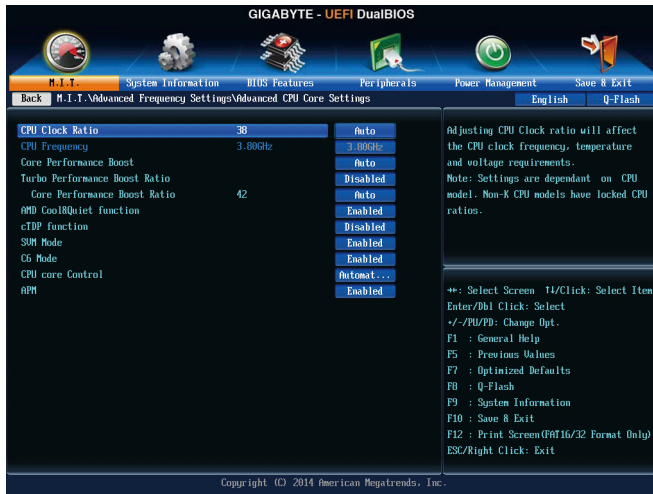 GIGABYTE - UEFI DualBIOS
M.I.T. System Information BIOS Features Peripherals Power Management Save & Exit
Back M.I.T.\Advanced Frequency Settings\Advanced CPU Core Settings English Q-Flash
CPU Clock Ratio 38 Auto
CPU Frequency 3.80GHz 3.80GHz
Core Performance Boost Auto
Turbo Performance Boost Ratio Disabled
Core Performance Boost Ratio 42 Auto
AMD Cool&Quiet function Enabled
cTDP function Disabled
SVM Mode Enabled
C6 Mode Enabled
CPU core Control Automat...
APM Enabled
Adjusting CPU Clock ratio will affect
the CPU clock frequency, temperature
and voltage requirements.
Note: Settings are dependant on CPU
model. Non-K CPU models have locked CPU
ratios.
→←: Select Screen ↑↓/Click: Select Item
Enter/Dbl Click: Select
+/-/PU/PD: Change Opt.
F1 : General Help
F5 : Previous Values
F7 : Optimized Defaults
F8 : Q-Flash
F9 : System Information
F10 : Save & Exit
F12 : Print Screen(FAT16/32 Format Only)
ESC/Right Click: Exit
Copyright (C) 2014 American Megatrends, Inc.